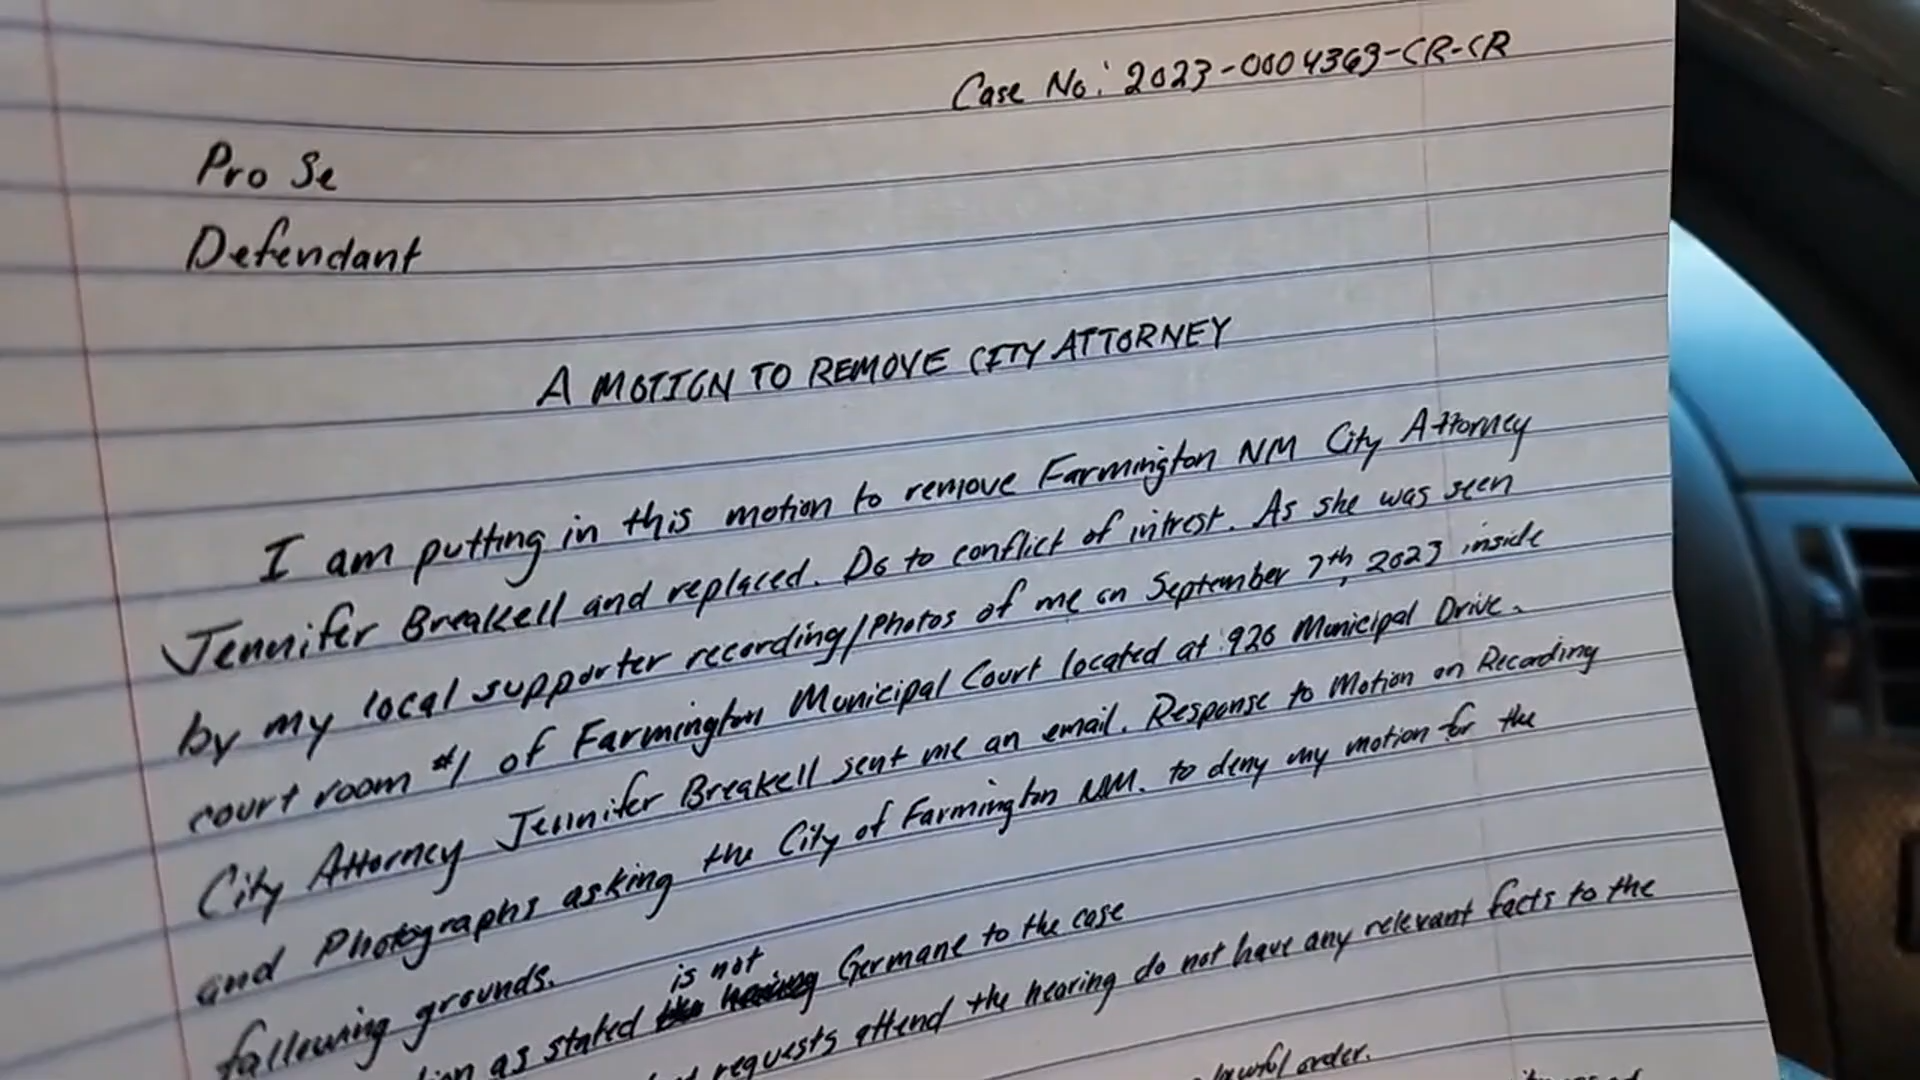 Case No: 2023-0004363-CR-CR
Pro Se
Defendant
A MOTION TO REMOVE CITY ATTORNEY
I am putting in this motion to remove Farmington NM City Attorney
Jennifer Breakell and replaced. Do to conflict of intrest. As she was seen
by my local supporter recording/Photos of me on September 7th, 2023 inside
court room #1 of Farmington Municipal Court located at 926 Municipal Drive.
City Attorney Jennifer Breakell sent me an email. Response to Motion on Recording
and Photographs asking the City of Farmington NM. to deny my motion for the
following grounds.
is not
as stated Germane to the case
requests attend the hearing do not have any relevant facts to the
lawful order.